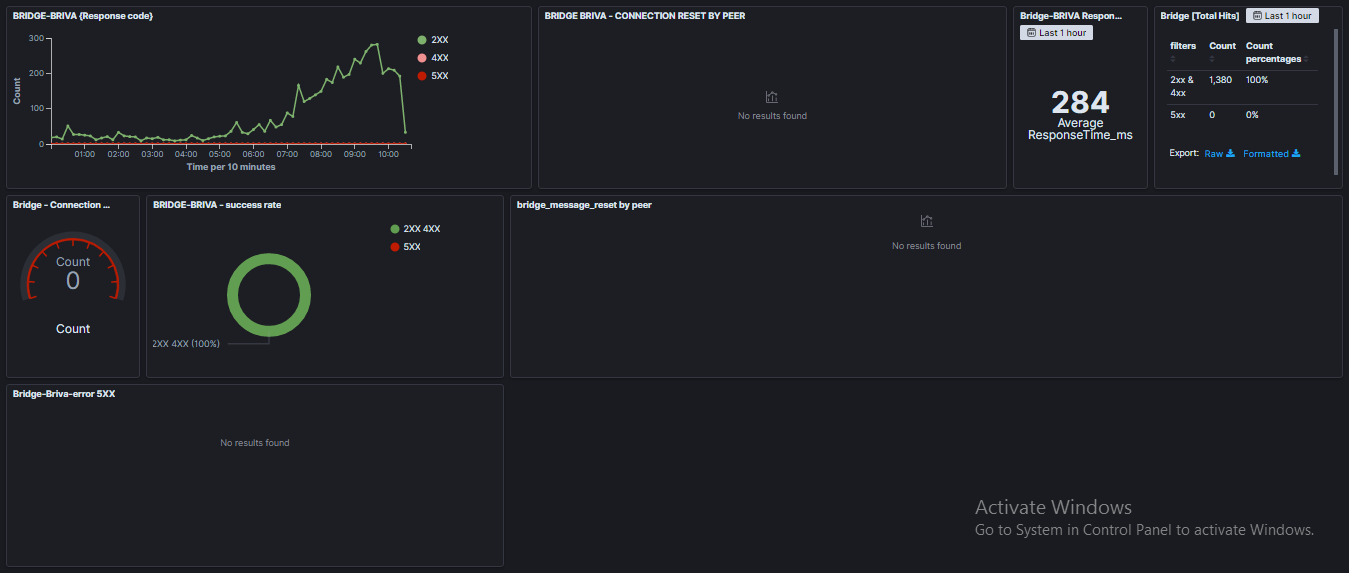 BRIDGE-BRIVA {Response code}
300
200
100
0
Count
01:00 02:00 03:00 04:00 05:00 06:00 07:00 08:00 09:00 10:00
Time per 10 minutes
2XX
4XX
5XX
BRIDGE BRIVA - CONNECTION RESET BY PEER
No results found
Bridge-BRIVA Respon...
Last 1 hour
284
Average
ResponseTime_ms
Bridge [Total Hits]
Last 1 hour
filters Count Count percentages
2xx & 4xx 1,380 100%
5xx 0 0%
Export: Raw Formatted
Bridge - Connection ...
Count
0
Count
BRIDGE-BRIVA - success rate
2XX 4XX
5XX
2XX 4XX (100%)
bridge_message_reset by peer
No results found
Bridge-Briva-error 5XX
No results found
Activate Windows
Go to System in Control Panel to activate Windows.